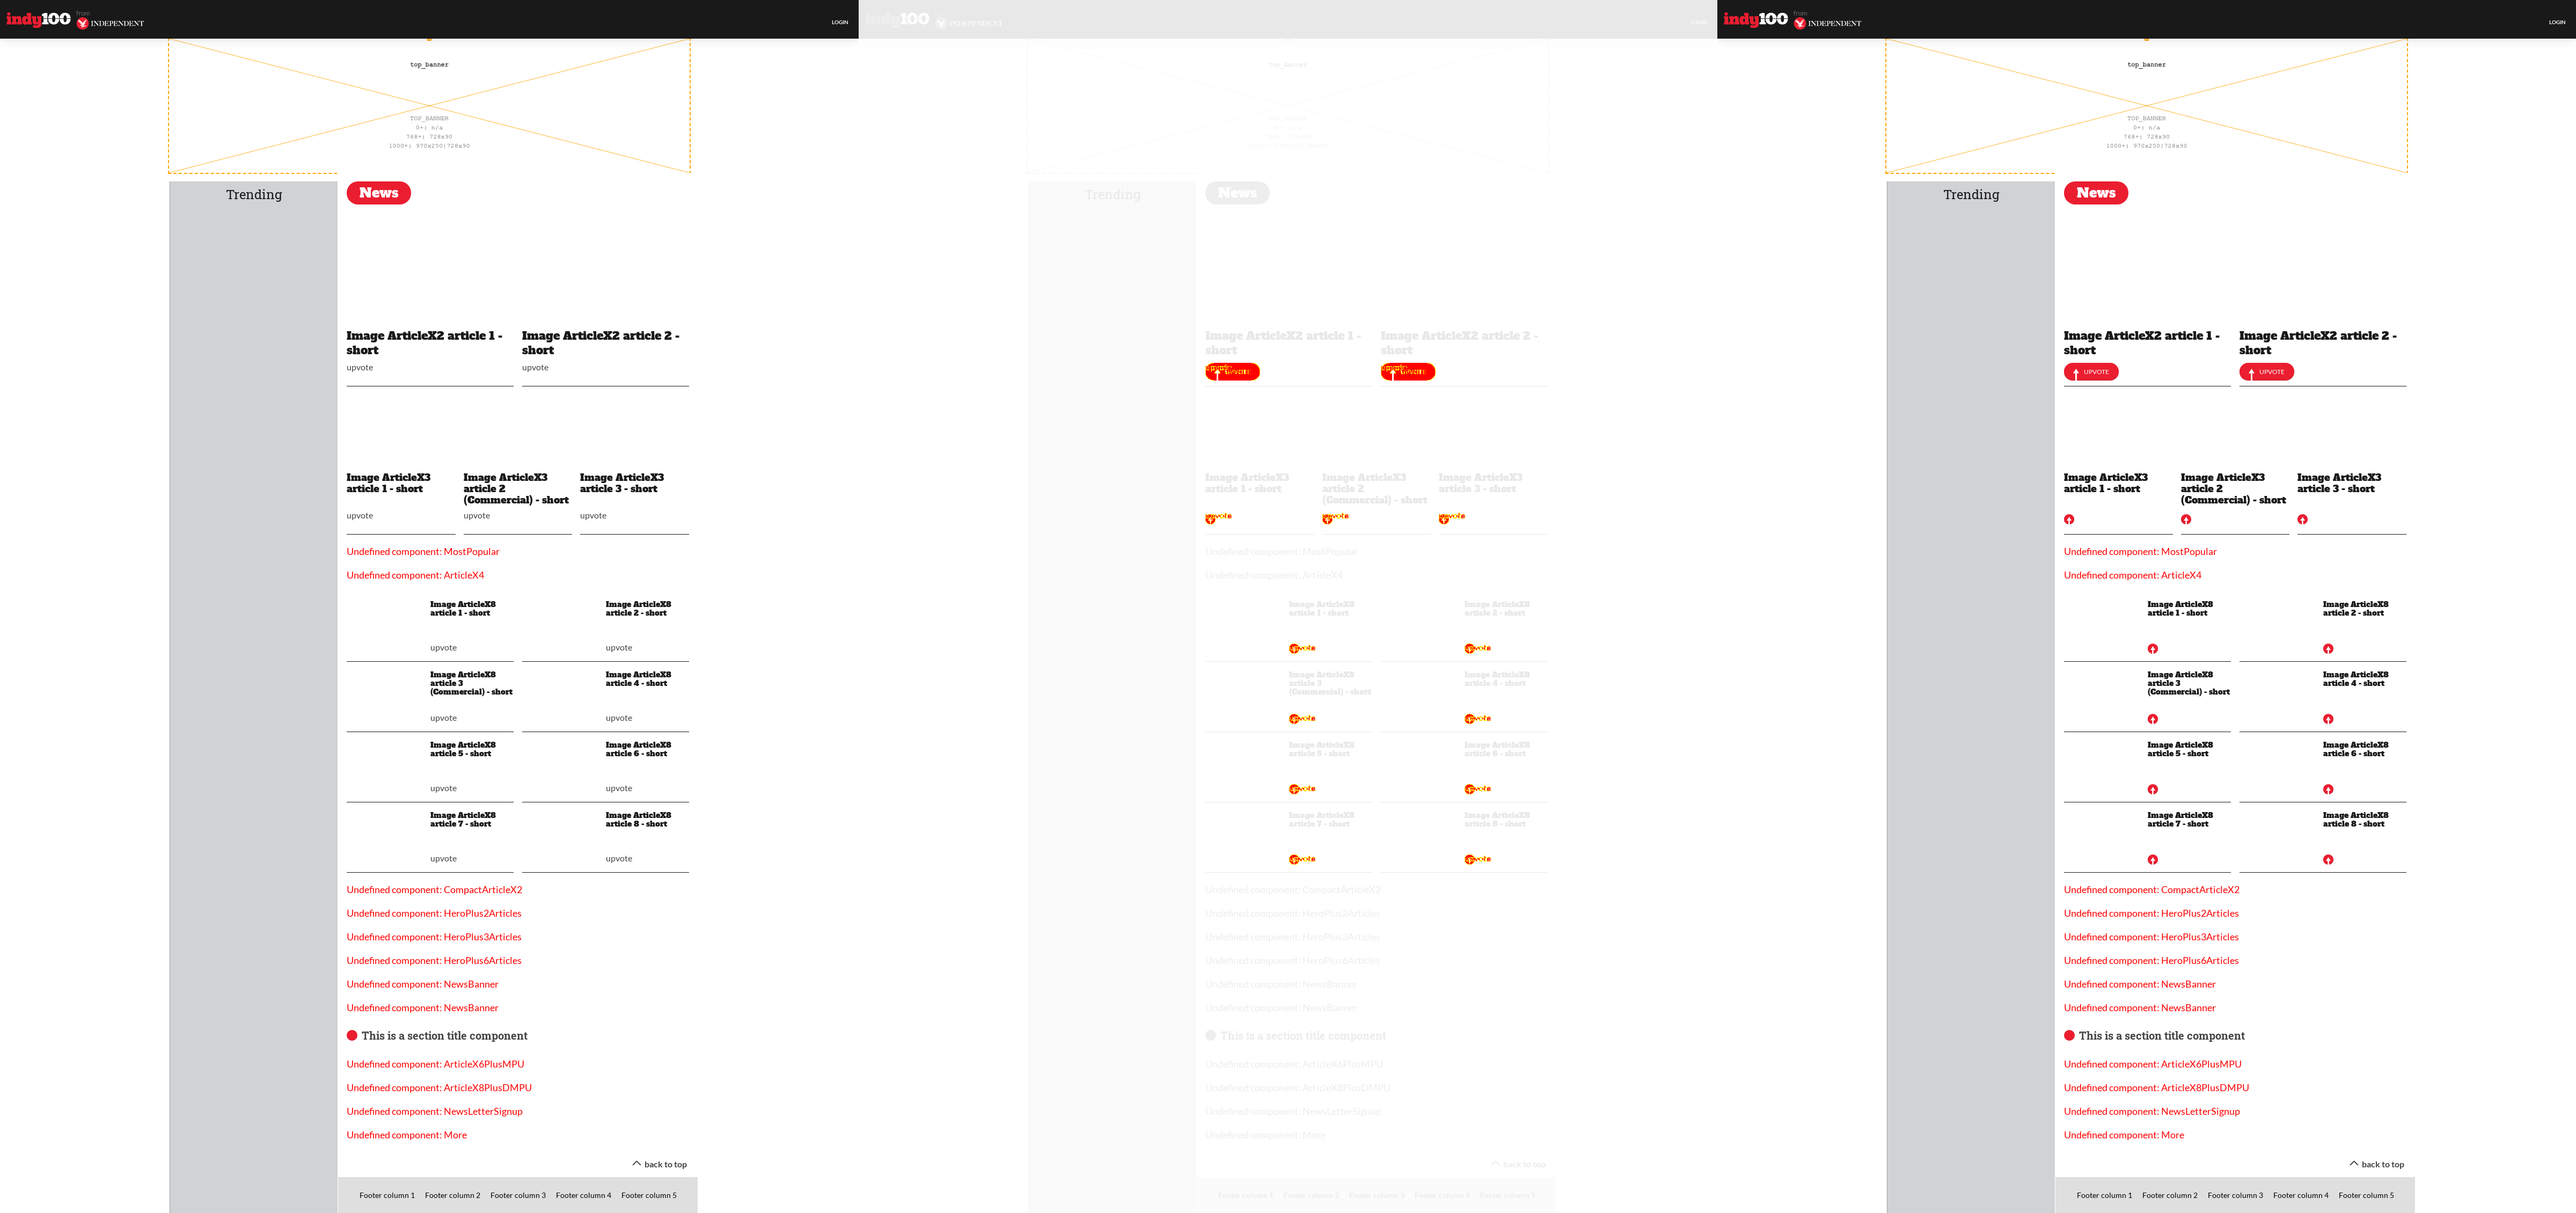 indy100 from INDEPENDENT
LOGIN
top_banner
TOP_BANNER
0+: n/a
768+: 728x90
1000+: 970x250|728x90
Trending
News
Image ArticleX2 article 1 -
short
Image ArticleX2 article 2 -
short
upvote
upvote
Image ArticleX3
article 1 - short
Image ArticleX3
article 2
(Commercial) - short
Image ArticleX3
article 3 - short
upvote
upvote
upvote
Undefined component: MostPopular
Undefined component: ArticleX4
Image ArticleX8
article 1 - short
upvote
Image ArticleX8
article 2 - short
upvote
Image ArticleX8
article 3
(Commercial) - short
upvote
Image ArticleX8
article 4 - short
upvote
Image ArticleX8
article 5 - short
upvote
Image ArticleX8
article 6 - short
upvote
Image ArticleX8
article 7 - short
upvote
Image ArticleX8
article 8 - short
upvote
Undefined component: CompactArticleX2
Undefined component: HeroPlus2Articles
Undefined component: HeroPlus3Articles
Undefined component: HeroPlus6Articles
Undefined component: NewsBanner
Undefined component: NewsBanner
This is a section title component
Undefined component: ArticleX6PlusMPU
Undefined component: ArticleX8PlusDMPU
Undefined component: NewsLetterSignup
Undefined component: More
back to top
Footer column 1
Footer column 2
Footer column 3
Footer column 4
Footer column 5
indy100 INDEPENDENT
LOGIN
top_banner
TOP_BANNER
Trending
News
Image ArticleX2 article 1 -
short
Image ArticleX2 article 2 -
short
UPVOTE
UPVOTE
Image ArticleX3
article 1 - short
Image ArticleX3
article 2
(Commercial) - short
Image ArticleX3
article 3 - short
upvote
upvote
upvote
Undefined component: MostPopular
Undefined component: ArticleX4
Image ArticleX8
article 1 - short
upvote
Image ArticleX8
article 2 - short
upvote
Image ArticleX8
article 3
(Commercial) - short
upvote
Image ArticleX8
article 4 - short
upvote
Image ArticleX8
article 5 - short
upvote
Image ArticleX8
article 6 - short
upvote
Image ArticleX8
article 7 - short
upvote
Image ArticleX8
article 8 - short
upvote
Undefined component: CompactArticleX2
Undefined component: HeroPlus2Articles
Undefined component: HeroPlus3Articles
Undefined component: HeroPlus6Articles
Undefined component: NewsBanner
Undefined component: NewsBanner
This is a section title component
Undefined component: ArticleX6PlusMPU
Undefined component: ArticleX8PlusDMPU
Undefined component: NewsLetterSignup
Undefined component: More
back to top
Footer column 1
Footer column 2
Footer column 3
Footer column 4
Footer column 5
indy100 from INDEPENDENT
LOGIN
top_banner
TOP_BANNER
0+: n/a
768+: 728x90
1000+: 970x250|728x90
Trending
News
Image ArticleX2 article 1 -
short
Image ArticleX2 article 2 -
short
UPVOTE
UPVOTE
Image ArticleX3
article 1 - short
Image ArticleX3
article 2
(Commercial) - short
Image ArticleX3
article 3 - short
Undefined component: MostPopular
Undefined component: ArticleX4
Image ArticleX8
article 1 - short
Image ArticleX8
article 2 - short
Image ArticleX8
article 3
(Commercial) - short
Image ArticleX8
article 4 - short
Image ArticleX8
article 5 - short
Image ArticleX8
article 6 - short
Image ArticleX8
article 7 - short
Image ArticleX8
article 8 - short
Undefined component: CompactArticleX2
Undefined component: HeroPlus2Articles
Undefined component: HeroPlus3Articles
Undefined component: HeroPlus6Articles
Undefined component: NewsBanner
Undefined component: NewsBanner
This is a section title component
Undefined component: ArticleX6PlusMPU
Undefined component: ArticleX8PlusDMPU
Undefined component: NewsLetterSignup
Undefined component: More
back to top
Footer column 1
Footer column 2
Footer column 3
Footer column 4
Footer column 5